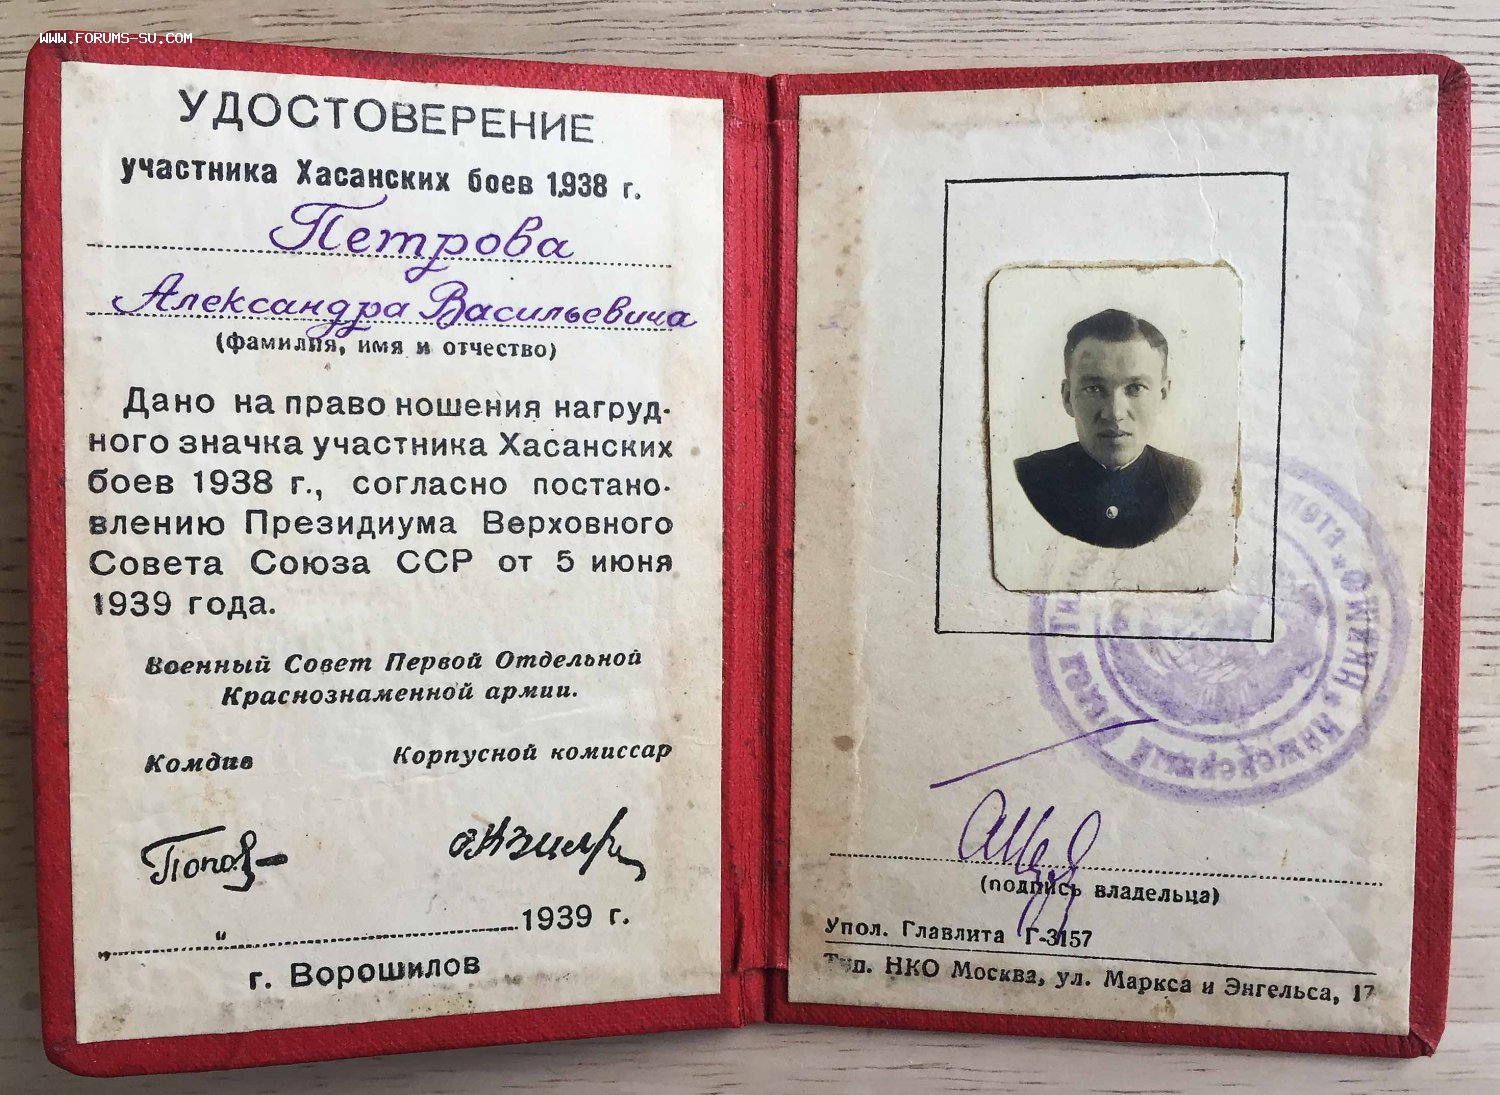 WWW.FORUMS-SU.COM
УДОСТОВЕРЕНИЕ
участника Хасанских боев 1938 г.
Петрова
Александра Васильевича
(фамилия, имя и отчество)
Дано на право ношения нагруд-
ного значка участника Хасанских
боев 1938 г., согласно постано-
влению Президиума Верховного
Совета Союза ССР от 5 июня
1939 года.
Военный Совет Первой Отдельной
Краснознаменной армии.
Комдив Корпусной комиссар
Попов
„ “ 1939 г.
г. Ворошилов
(подпись владельца)
Упол. Главлита Г-3157
Тип. НКО Москва, ул. Маркса и Энгельса, 17